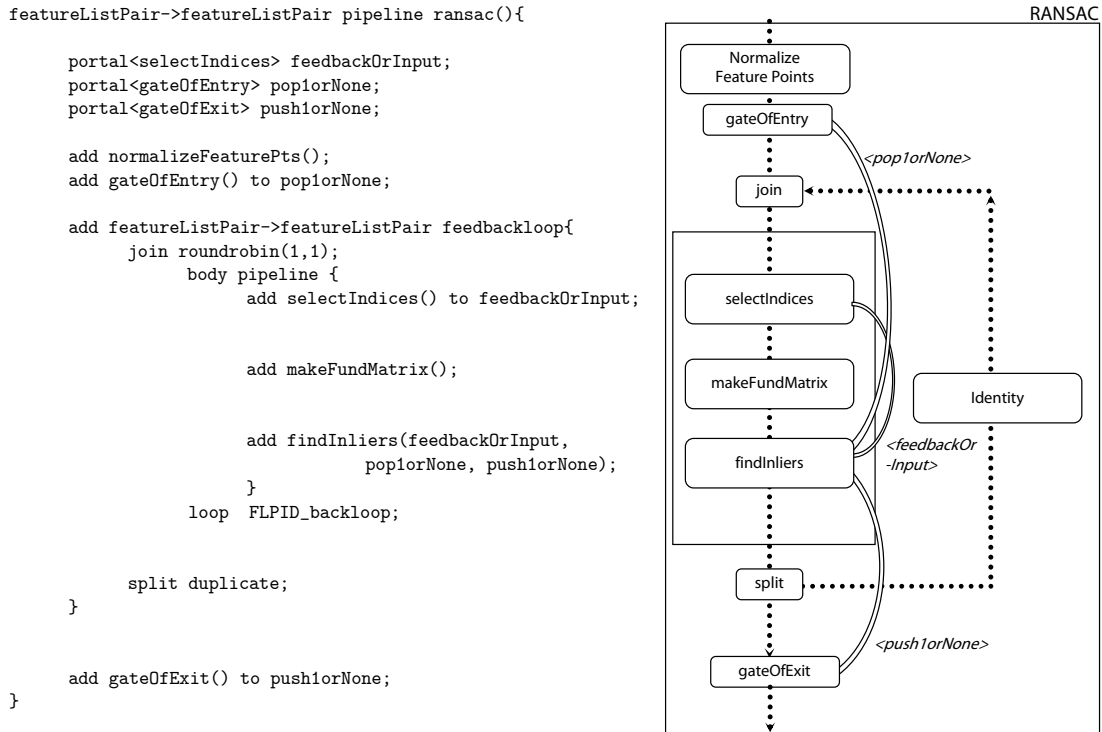 featureListPair->featureListPair pipeline ransac(){
portal<selectIndices> feedbackOrInput;
portal<gateOfEntry> pop1orNone;
portal<gateOfExit> push1orNone;
add normalizeFeaturePts();
add gateOfEntry() to pop1orNone;
add featureListPair->featureListPair feedbackloop{
join roundrobin(1,1);
body pipeline {
add selectIndices() to feedbackOrInput;
add makeFundMatrix();
add findInliers(feedbackOrInput,
pop1orNone, push1orNone);
}
loop  FLPID_backloop;
split duplicate;
}
add gateOfExit() to push1orNone;
}
RANSAC
Normalize
Feature Points
gateOfEntry
<pop1orNone>
join
selectIndices
makeFundMatrix
Identity
<feedbackOr
-Input>
findInliers
split
<push1orNone>
gateOfExit